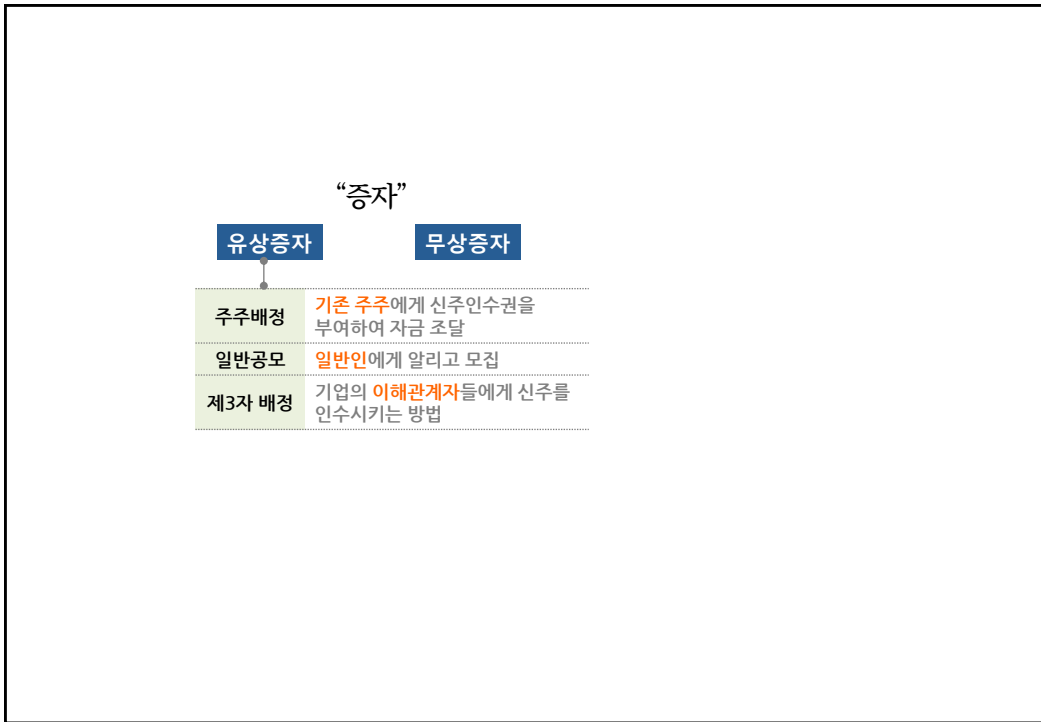 “증자”
유상증자
무상증자
주주배정
기존 주주에게 신주인수권을
부여하여 자금 조달
일반공모
일반인에게 알리고 모집
제3자 배정
기업의 이해관계자들에게 신주를
인수시키는 방법